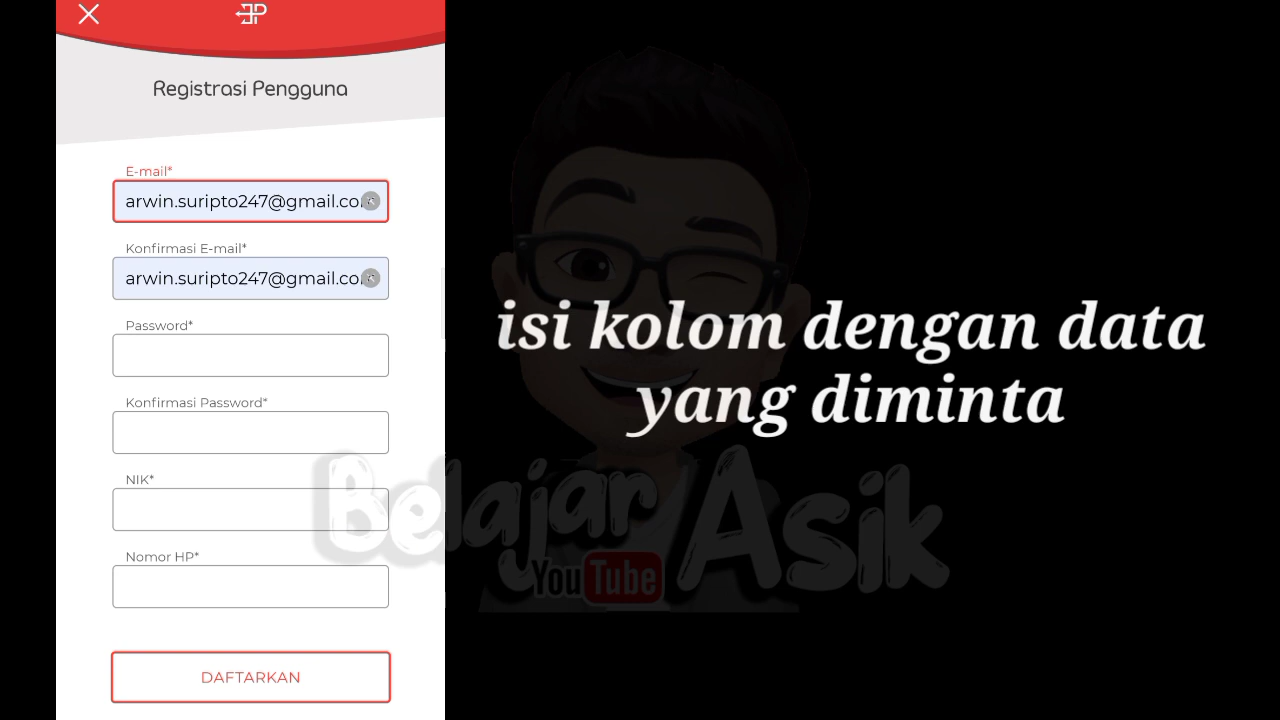 Registrasi Pengguna
E-mail*
arwin.suripto247@gmail.co
Konfirmasi E-mail*
arwin.suripto247@gmail.co
Password*
Konfirmasi Password*
NIK*
Nomor HP*
DAFTARKAN
isi kolom dengan data
yang diminta
Belajar Asik
YouTube